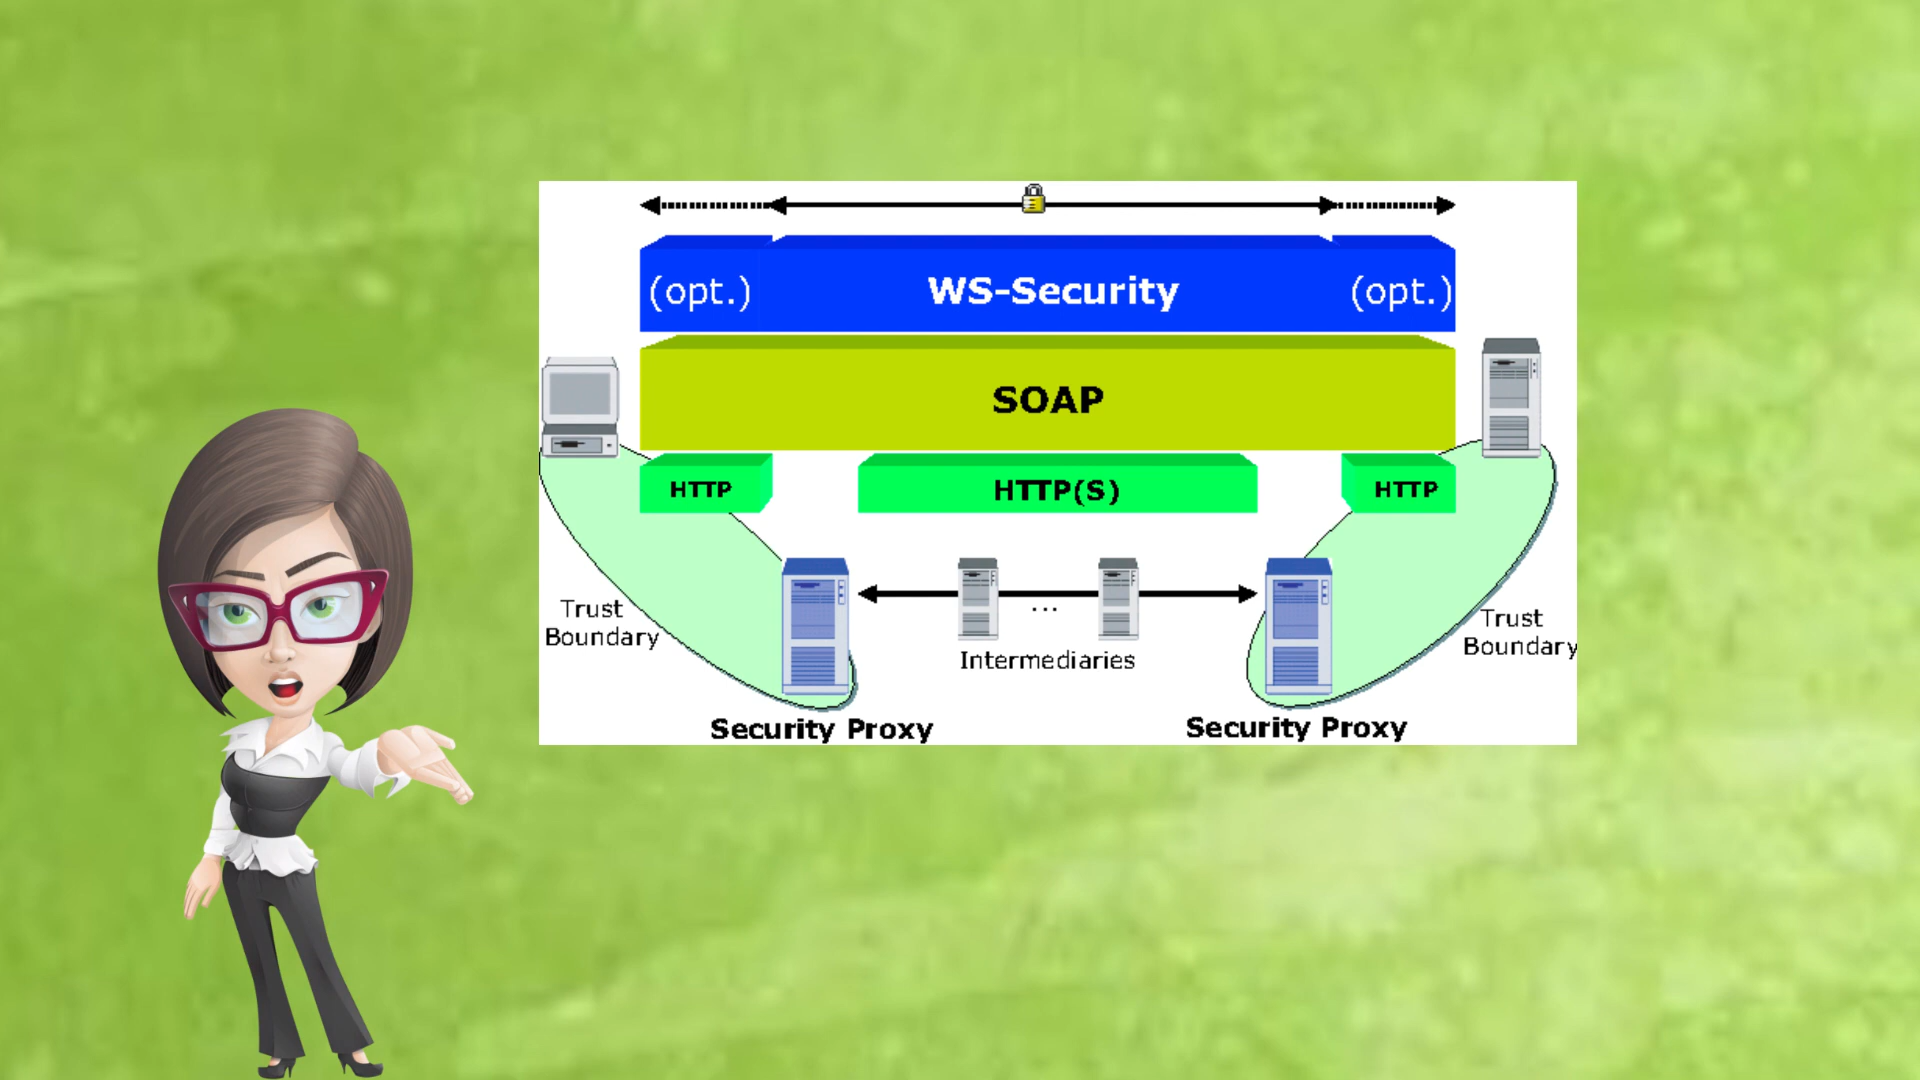 (opt.) WS-Security (opt.)
SOAP
HTTP HTTP(S) HTTP
Trust
Boundary
...
Intermediaries
Trust
Boundary
Security Proxy Security Proxy